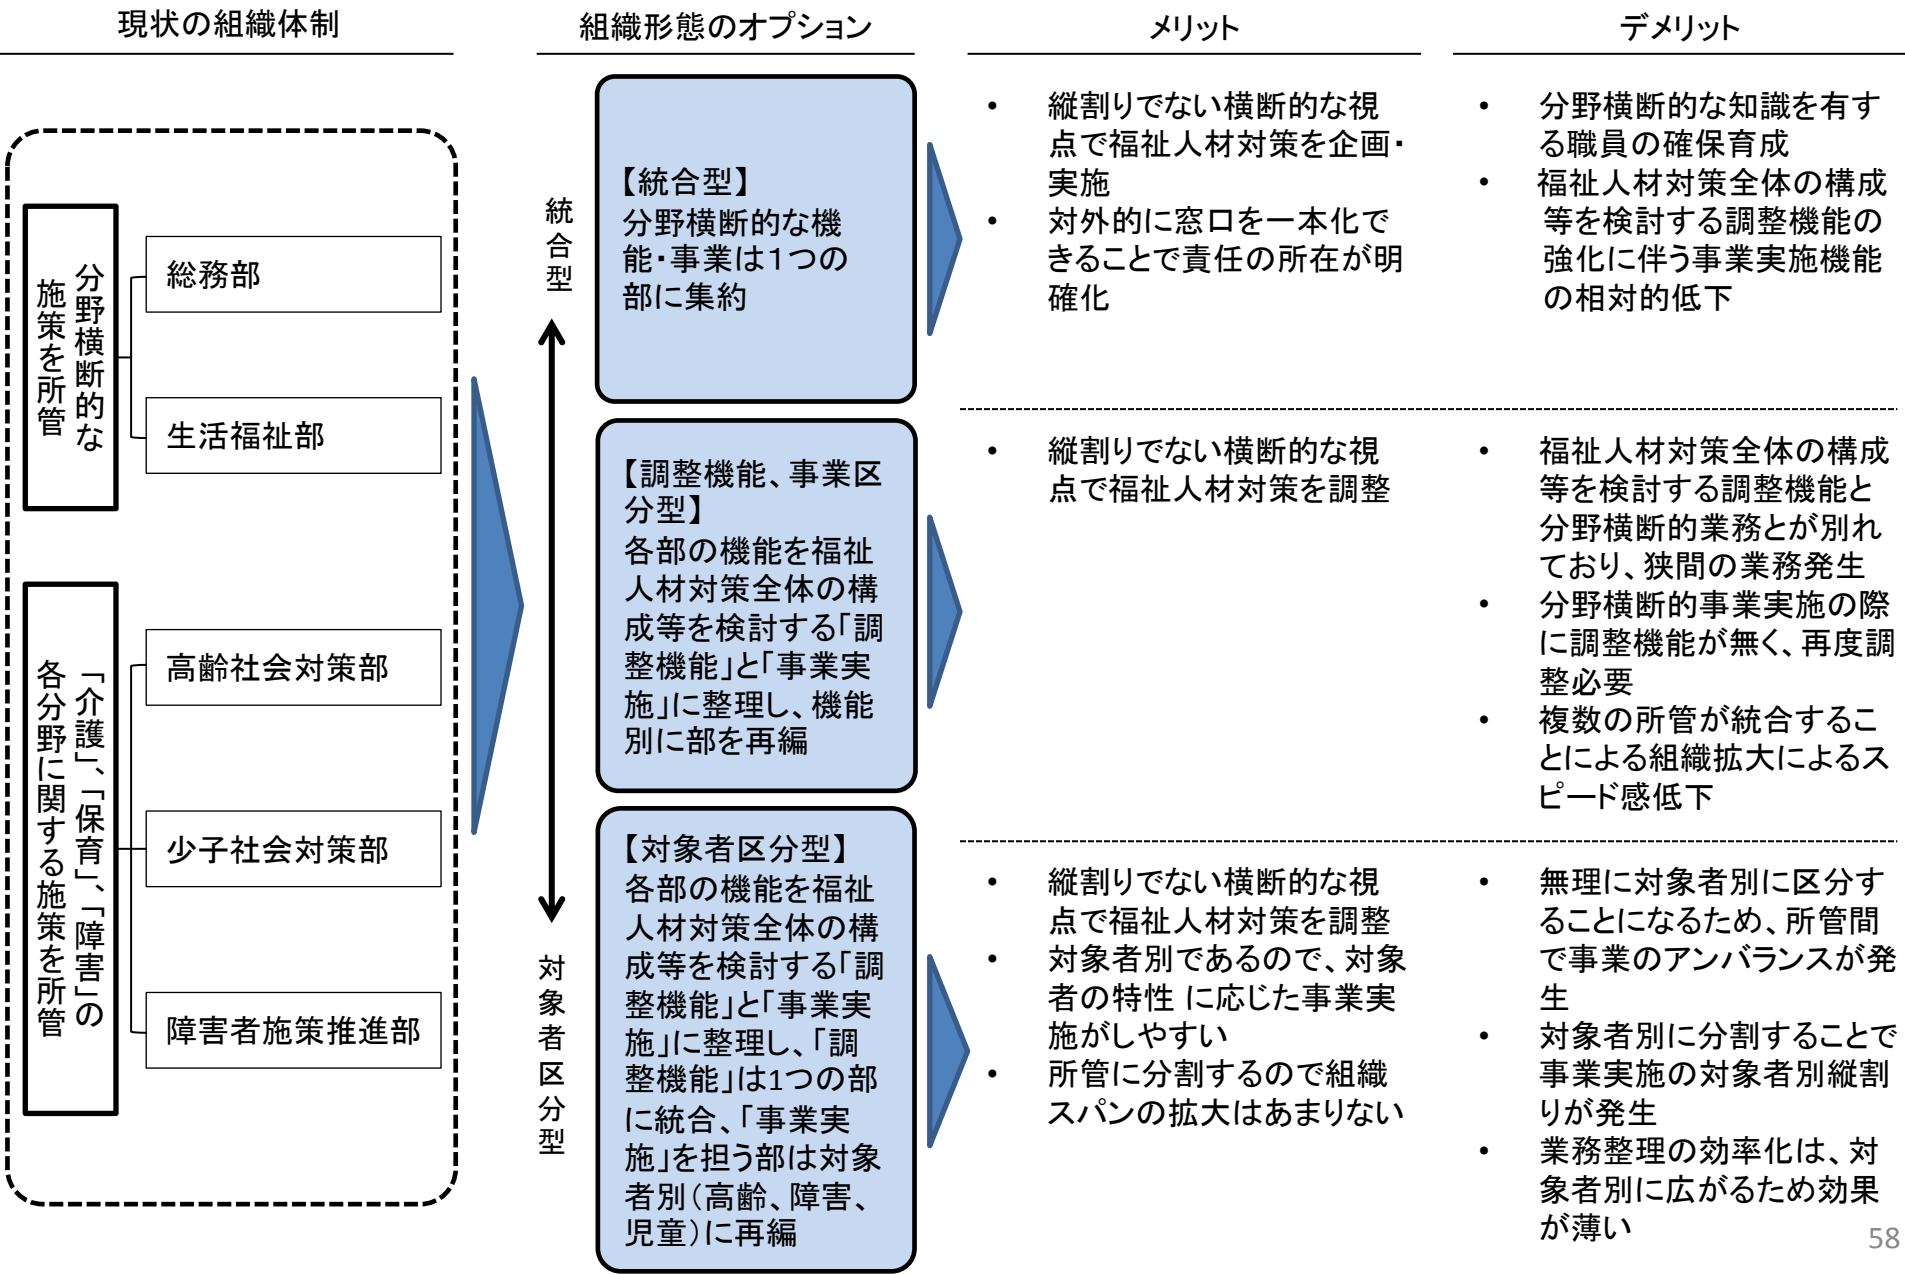 現状の組織体制
組織形態のオプション
メリット
デメリット
分野横断的な
施策を所管
総務部
生活福祉部
「介護」、「保育」、「障害」の
各分野に関する施策を所管
高齢社会対策部
少子社会対策部
障害者施策推進部
統合型
対象者区分型
【統合型】
分野横断的な機
能・事業は１つの
部に集約
・ 縦割りでない横断的な視
点で福祉人材対策を企画・
実施
・ 対外的に窓口を一本化で
きることで責任の所在が明
確化
・ 分野横断的な知識を有す
る職員の確保育成
・ 福祉人材対策全体の構成
等を検討する調整機能の
強化に伴う事業実施機能
の相対的低下
【調整機能、事業区
分型】
各部の機能を福祉
人材対策全体の構
成等を検討する「調
整機能」と「事業実
施」に整理し、機能
別に部を再編
・ 縦割りでない横断的な視
点で福祉人材対策を調整
・ 福祉人材対策全体の構成
等を検討する調整機能と
分野横断的業務とが別れ
ており、狭間の業務発生
・ 分野横断的事業実施の際
に調整機能が無く、再度調
整必要
・ 複数の所管が統合するこ
とによる組織拡大によるス
ピード感低下
【対象者区分型】
各部の機能を福祉
人材対策全体の構
成等を検討する「調
整機能」と「事業実
施」に整理し、「調
整機能」は1つの部
に統合、「事業実
施」を担う部は対象
者別（高齢、障害、
児童）に再編
・ 縦割りでない横断的な視
点で福祉人材対策を調整
・ 対象者別であるので、対象
者の特性 に応じた事業実
施がしやすい
・ 所管に分割するので組織
スパンの拡大はあまりない
・ 無理に対象者別に区分す
ることになるため、所管間
で事業のアンバランスが発
生
・ 対象者別に分割することで
事業実施の対象者別縦割
りが発生
・ 業務整理の効率化は、対
象者別に広がるため効果
が薄い
58